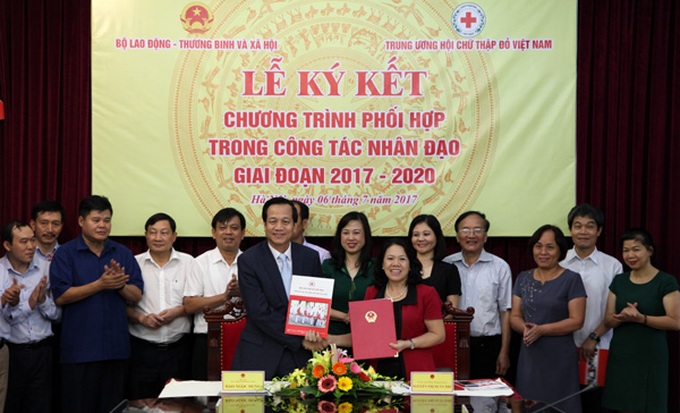 BỘ LAO ĐỘNG - THƯƠNG BINH VÀ XÃ HỘI
TRUNG ƯƠNG HỘI CHỮ THẬP ĐỎ VIỆT NAM
LỄ KÝ KẾT
CHƯƠNG TRÌNH PHỐI HỢP
TRONG CÔNG TÁC NHÂN ĐẠO
GIAI ĐOẠN 2017 - 2020
Hà Nội, ngày 06 tháng 7 năm 2017